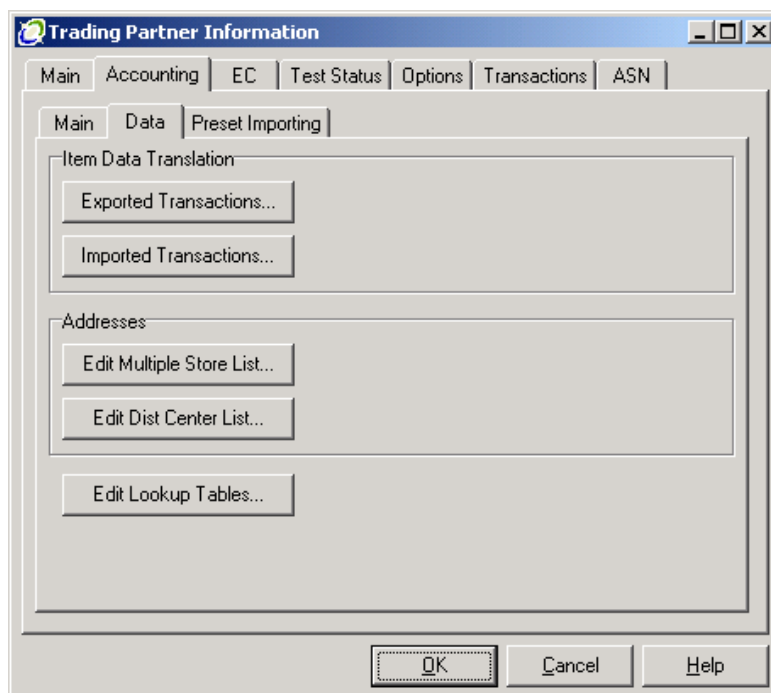 Trading Partner Information
Main Accounting EC Test Status Options Transactions ASN
Main Data Preset Importing
Item Data Translation
Exported Transactions...
Imported Transactions...
Addresses
Edit Multiple Store List...
Edit Dist Center List...
Edit Lookup Tables...
OK Cancel Help